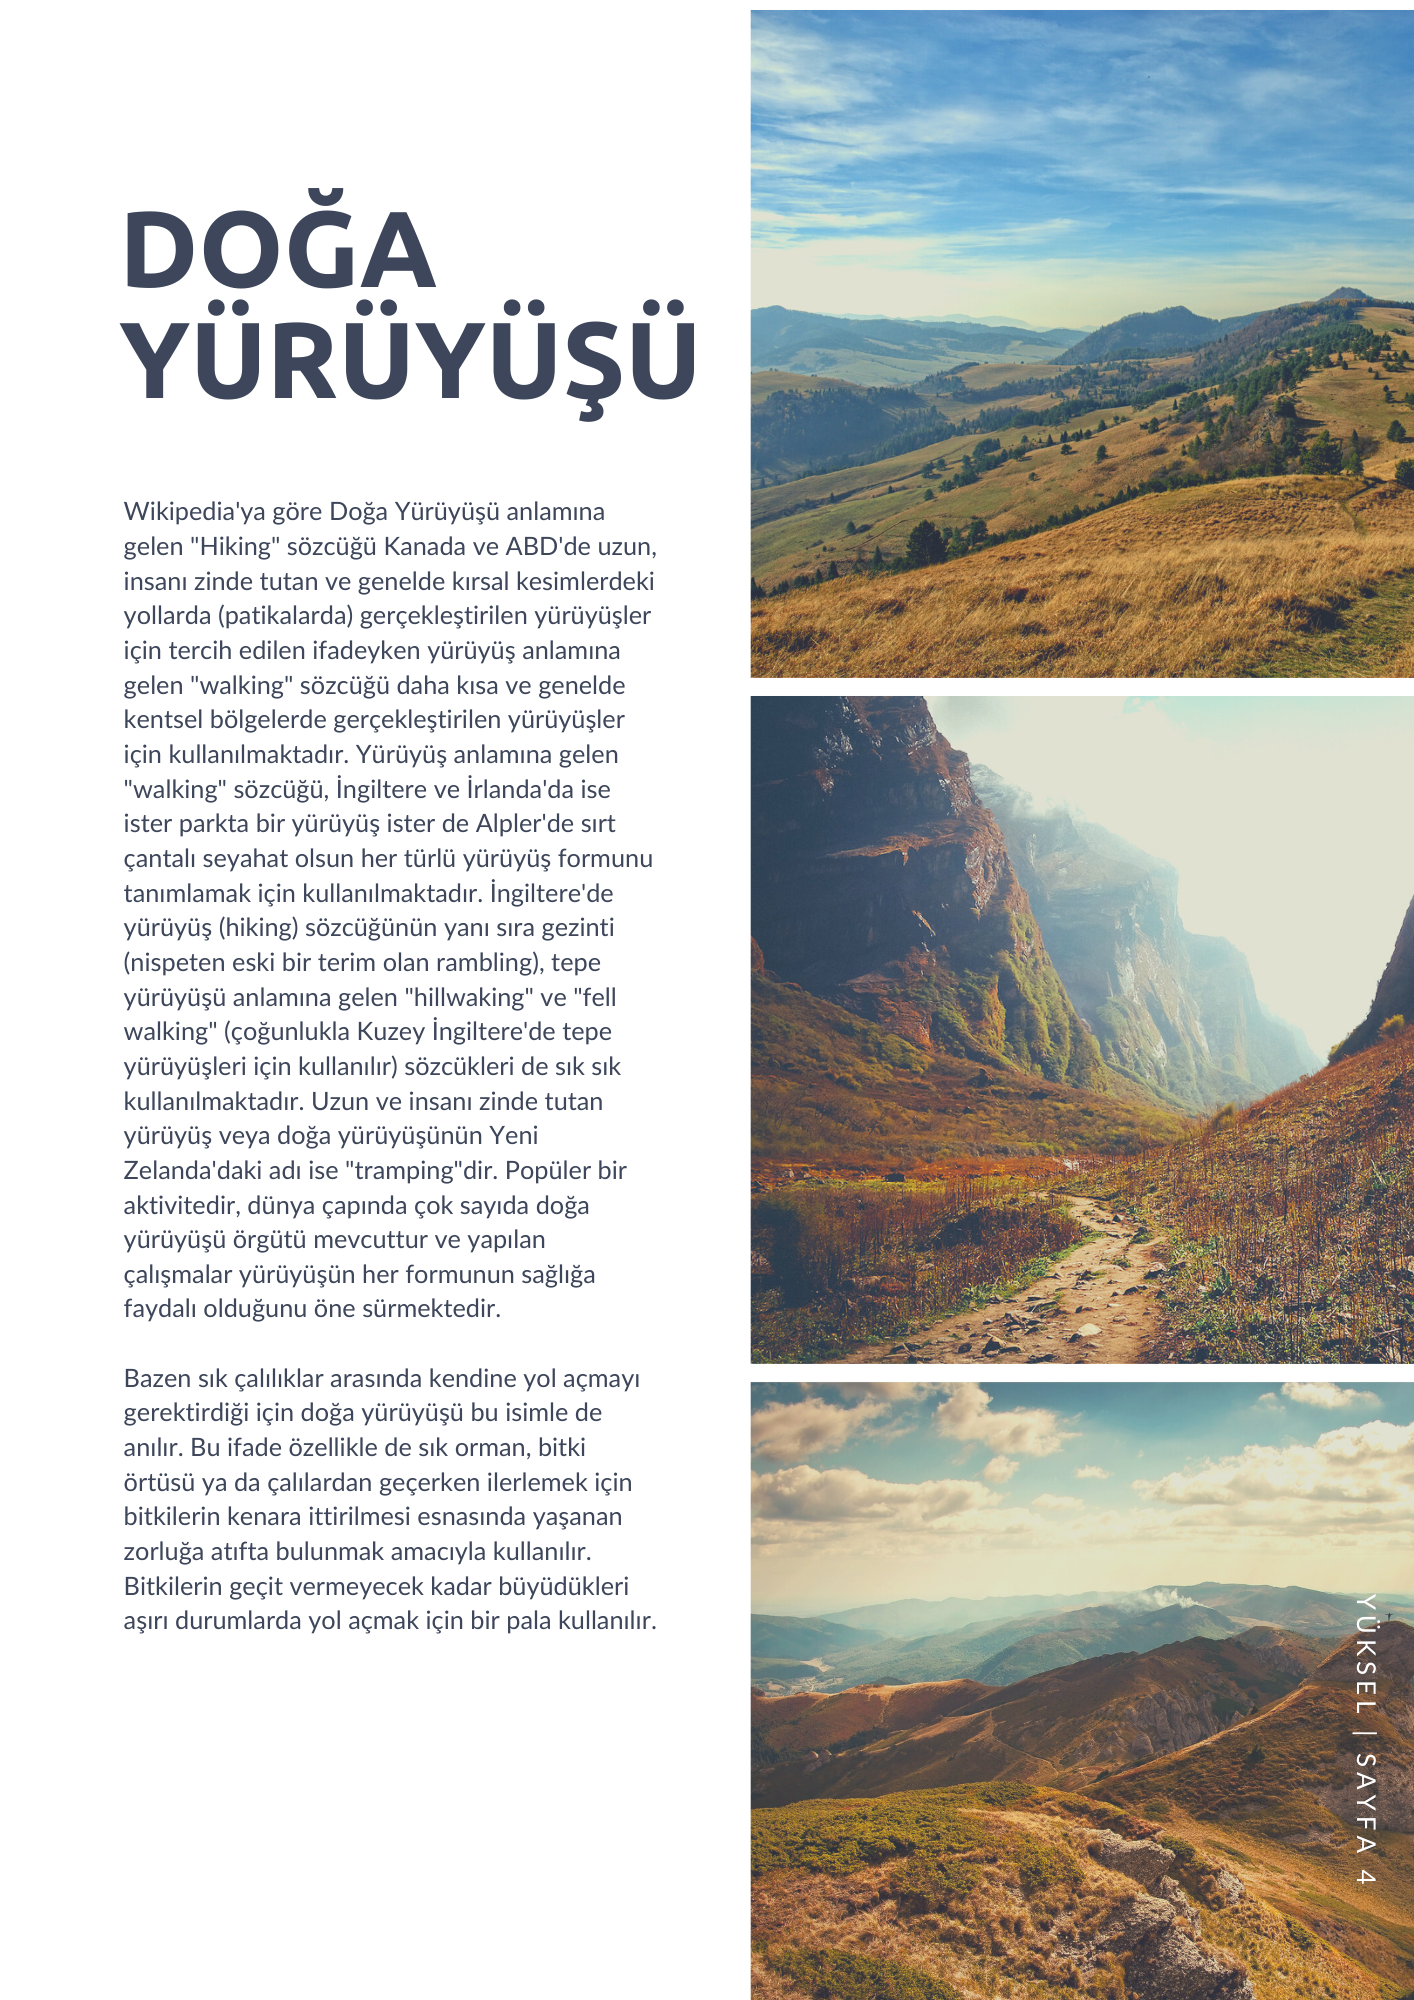 DOĞA
YÜRÜYÜŞÜ
Wikipedia'ya göre Doğa Yürüyüşü anlamına
gelen "Hiking" sözcüğü Kanada ve ABD'de uzun,
insanı zinde tutan ve genelde kırsal kesimlerdeki
yollarda (patikalarda) gerçekleştirilen yürüyüşler
için tercih edilen ifadeyken yürüyüş anlamına
gelen "walking" sözcüğü daha kısa ve genelde
kentsel bölgelerde gerçekleştirilen yürüyüşler
için kullanılmaktadır. Yürüyüş anlamına gelen
"walking" sözcüğü, İngiltere ve İrlanda'da ise
ister parkta bir yürüyüş ister de Alpler'de sırt
çantalı seyahat olsun her türlü yürüyüş formunu
tanımlamak için kullanılmaktadır. İngiltere'de
yürüyüş (hiking) sözcüğünün yanı sıra gezinti
(nispeten eski bir terim olan rambling), tepe
yürüyüşü anlamına gelen "hillwaking" ve "fell
walking" (çoğunlukla Kuzey İngiltere'de tepe
yürüyüşleri için kullanılır) sözcükleri de sık sık
kullanılmaktadır. Uzun ve insanı zinde tutan
yürüyüş veya doğa yürüyüşünün Yeni
Zelanda'daki adı ise "tramping"dir. Popüler bir
aktivitedir, dünya çapında çok sayıda doğa
yürüyüşü örgütü mevcuttur ve yapılan
çalışmalar yürüyüşün her formunun sağlığa
faydalı olduğunu öne sürmektedir.
Bazen sık çalılıklar arasında kendine yol açmayı
gerektirdiği için doğa yürüyüşü bu isimle de
anılır. Bu ifade özellikle de sık orman, bitki
örtüsü ya da çalılardan geçerken ilerlemek için
bitkilerin kenara ittirilmesi esnasında yaşanan
zorluğa atıfta bulunmak amacıyla kullanılır.
Bitkilerin geçit vermeyecek kadar büyüdükleri
aşırı durumlarda yol açmak için bir pala kullanılır.
YÜKSEL | SAYFA 4